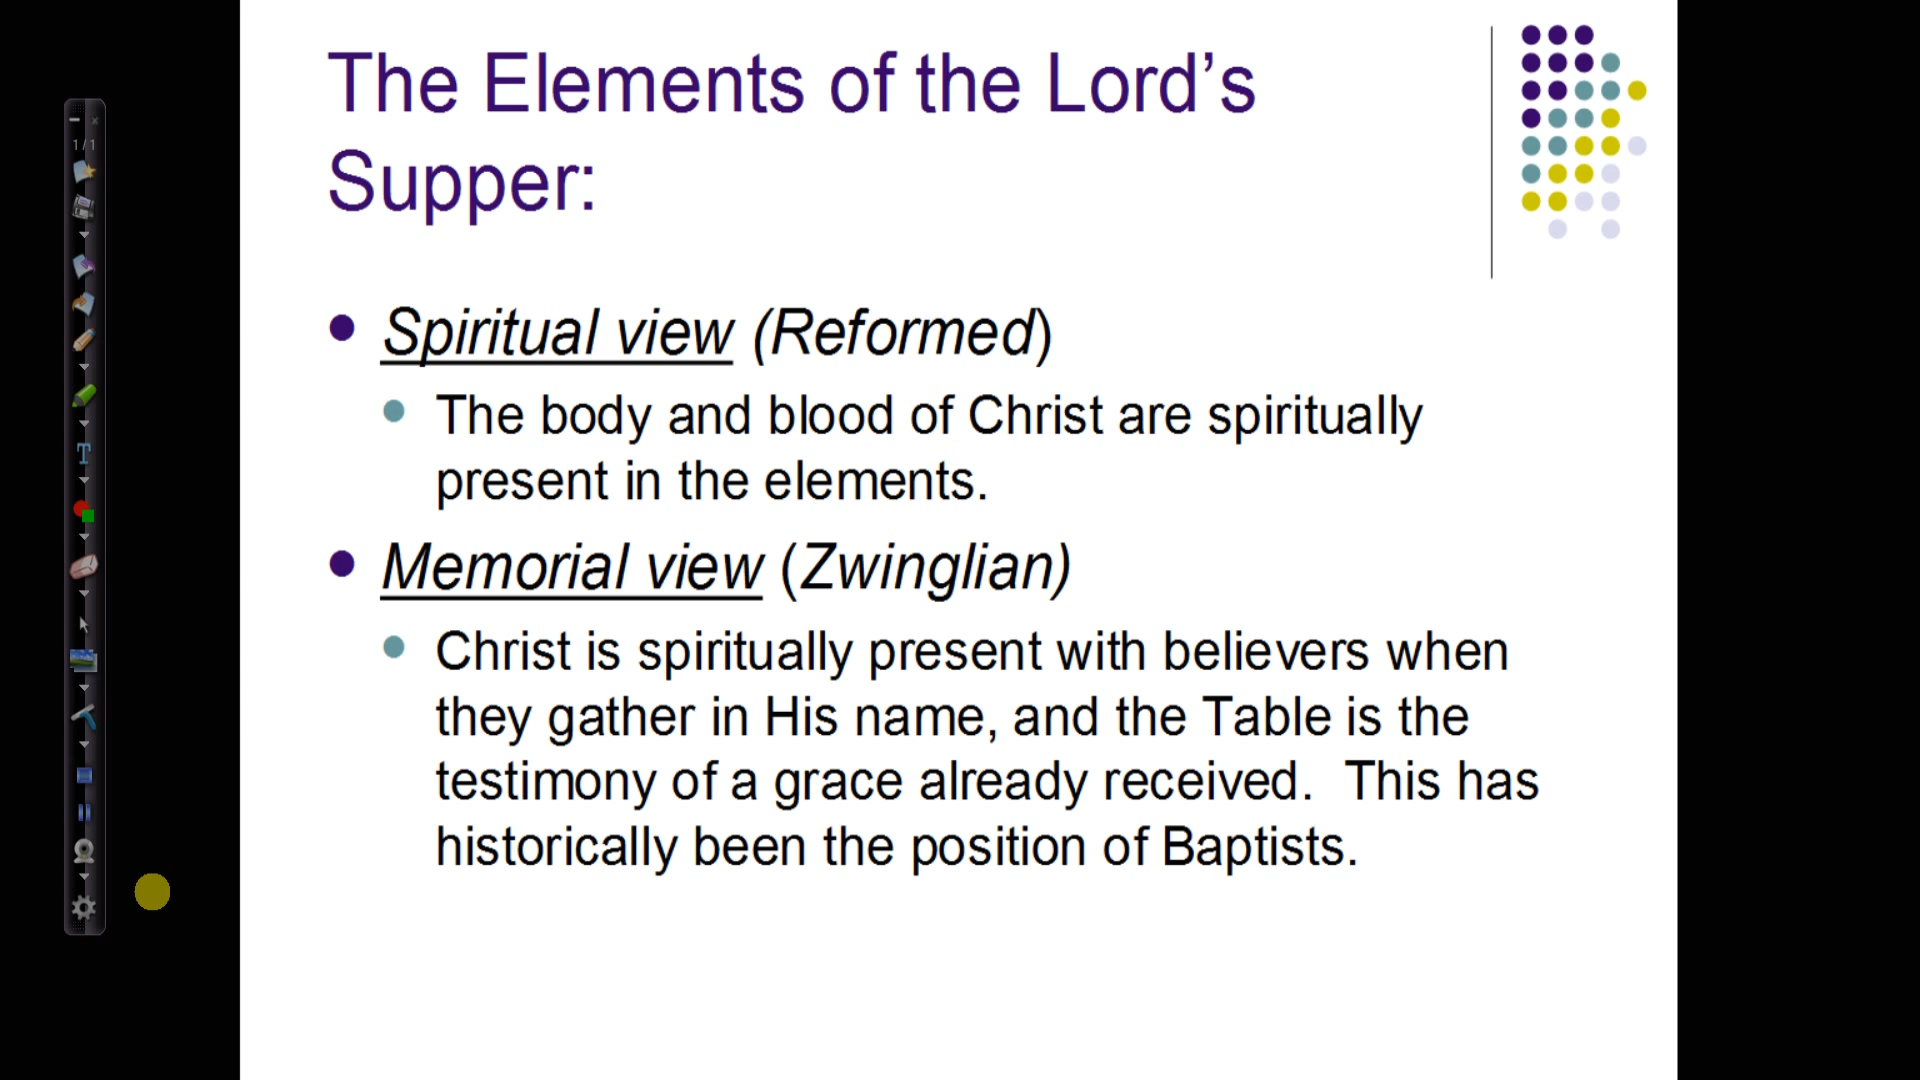 The Elements of the Lord’s
Supper:
Spiritual view (Reformed)
The body and blood of Christ are spiritually
present in the elements.
Memorial view (Zwinglian)
Christ is spiritually present with believers when
they gather in His name, and the Table is the
testimony of a grace already received.  This has
historically been the position of Baptists.
1/1
T